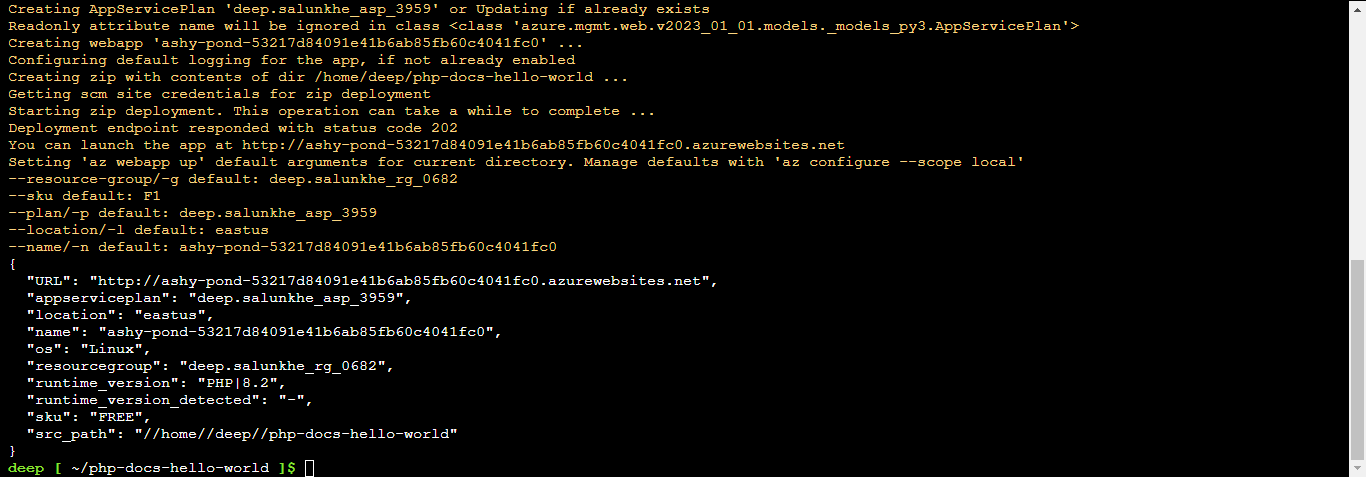 Creating AppServicePlan 'deep.salunkhe_asp_3959' or Updating if already exists
Readonly attribute name will be ignored in class <class 'azure.mgmt.web.v2023_01_01.models._models_py3.AppServicePlan'>
Creating webapp 'ashy-pond-53217d84091e41b6ab85fb60c4041fc0' ...
Configuring default logging for the app, if not already enabled
Creating zip with contents of dir /home/deep/php-docs-hello-world ...
Getting scm site credentials for zip deployment
Starting zip deployment. This operation can take a while to complete ...
Deployment endpoint responded with status code 202
You can launch the app at http://ashy-pond-53217d84091e41b6ab85fb60c4041fc0.azurewebsites.net
Setting 'az webapp up' default arguments for current directory. Manage defaults with 'az configure --scope local'
--resource-group/-g default: deep.salunkhe_rg_0682
--sku default: F1
--plan/-p default: deep.salunkhe_asp_3959
--location/-l default: eastus
--name/-n default: ashy-pond-53217d84091e41b6ab85fb60c4041fc0
{
  "URL": "http://ashy-pond-53217d84091e41b6ab85fb60c4041fc0.azurewebsites.net",
  "appserviceplan": "deep.salunkhe_asp_3959",
  "location": "eastus",
  "name": "ashy-pond-53217d84091e41b6ab85fb60c4041fc0",
  "os": "Linux",
  "resourcegroup": "deep.salunkhe_rg_0682",
  "runtime_version": "PHP|8.2",
  "runtime_version_detected": "-",
  "sku": "FREE",
  "src_path": "//home//deep//php-docs-hello-world"
}
deep [ ~/php-docs-hello-world ]$